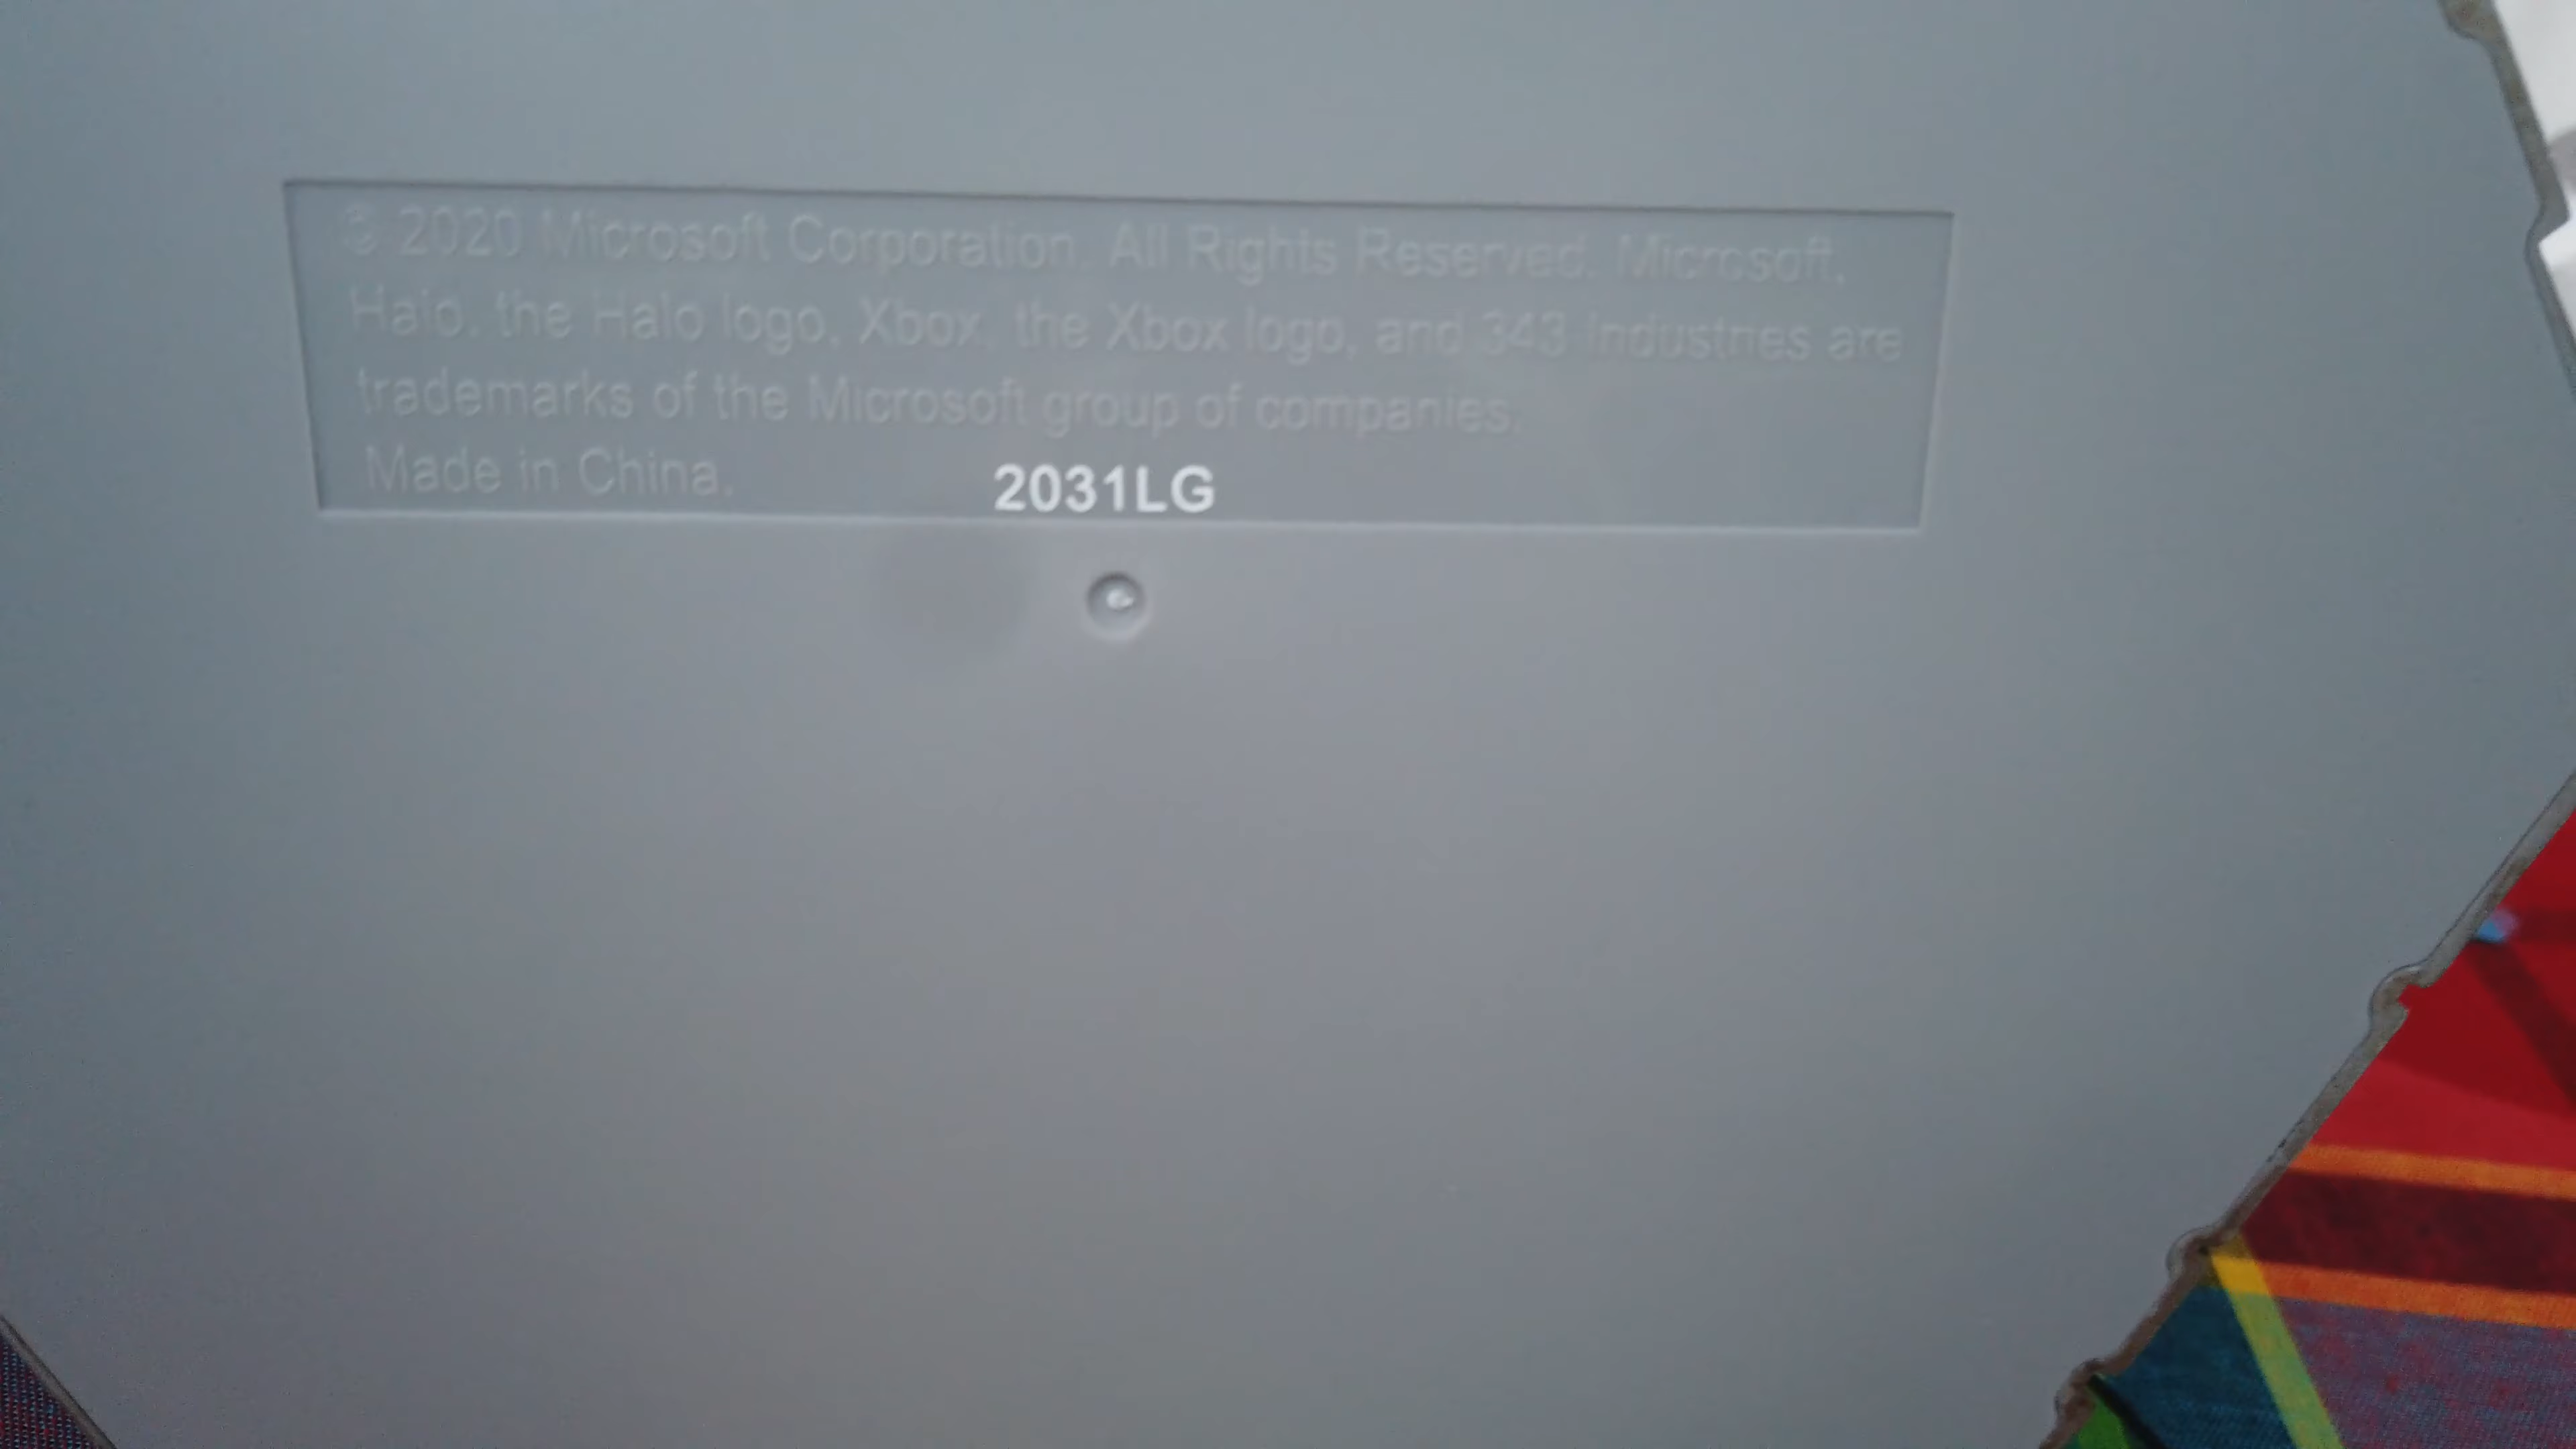 © 2020 Microsoft Corporation. All Rights Reserved. Microsoft,
Halo, the Halo logo, Xbox, the Xbox logo, and 343 Industries are
trademarks of the Microsoft group of companies.
Made in China. 2031LG